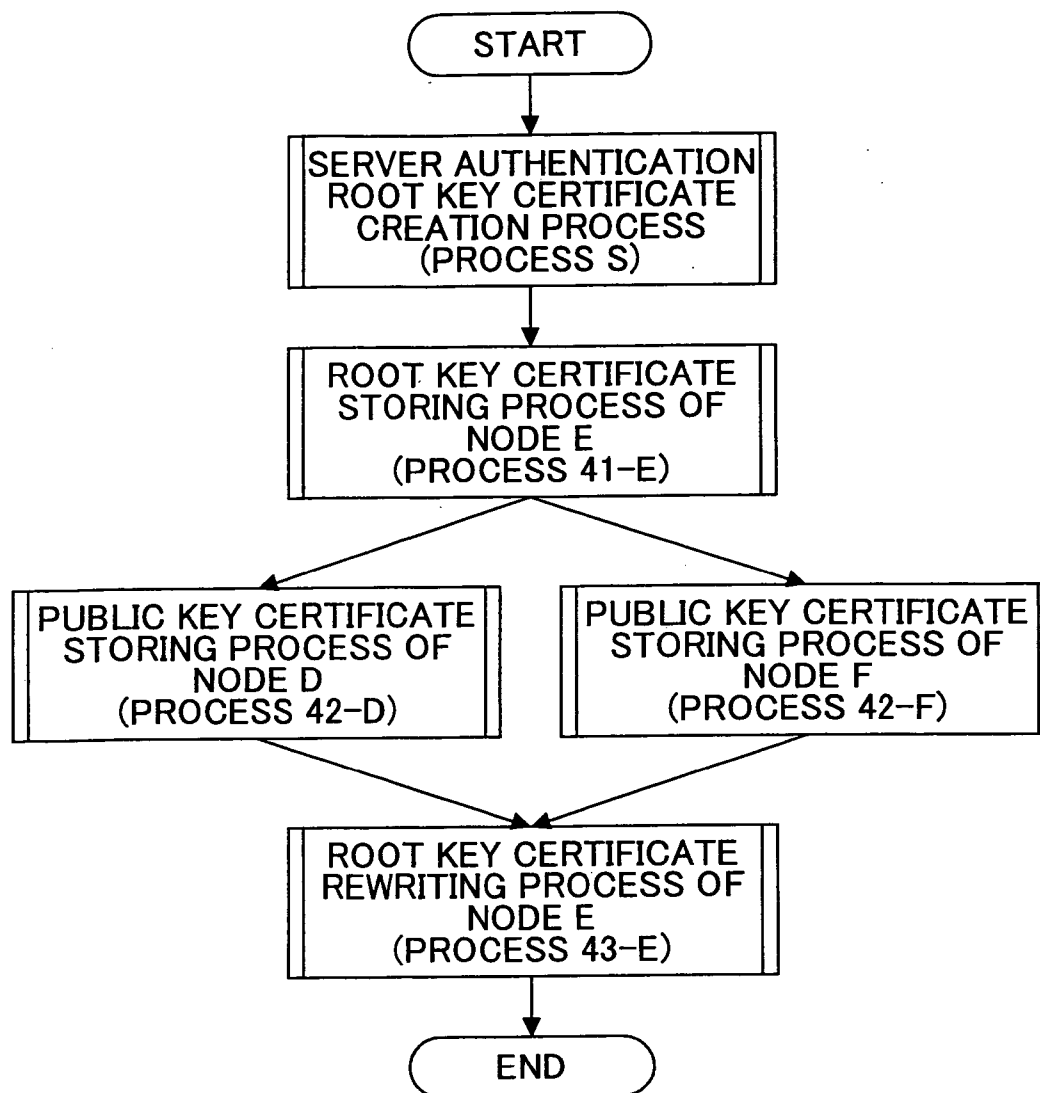 START
SERVER AUTHENTICATION
ROOT KEY CERTIFICATE
CREATION PROCESS
(PROCESS S)
ROOT KEY CERTIFICATE
STORING PROCESS OF
NODE E
(PROCESS 41-E)
PUBLIC KEY CERTIFICATE
STORING PROCESS OF
NODE D
(PROCESS 42-D)
PUBLIC KEY CERTIFICATE
STORING PROCESS OF
NODE F
(PROCESS 42-F)
ROOT KEY CERTIFICATE
REWRITING PROCESS OF
NODE E
(PROCESS 43-E)
END